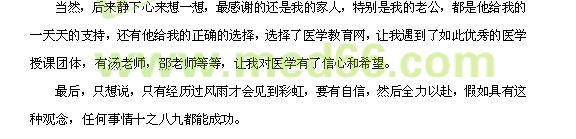 当然，后来静下心来想一想，最感谢的还是我的家人，特别是我的老公，都是他给我的
一天天的支持，还有他给我的正确的选择，选择了医学教育网，让我遇到了如此优秀的医学
授课团体，有汤老师，邵老师等等，让我对医学有了信心和希望。
www.med66.com
最后，只想说，只有经历过风雨才会见到彩虹，要有自信，然后全力以赴，假如具有这
种观念，任何事情十之八九都能成功。